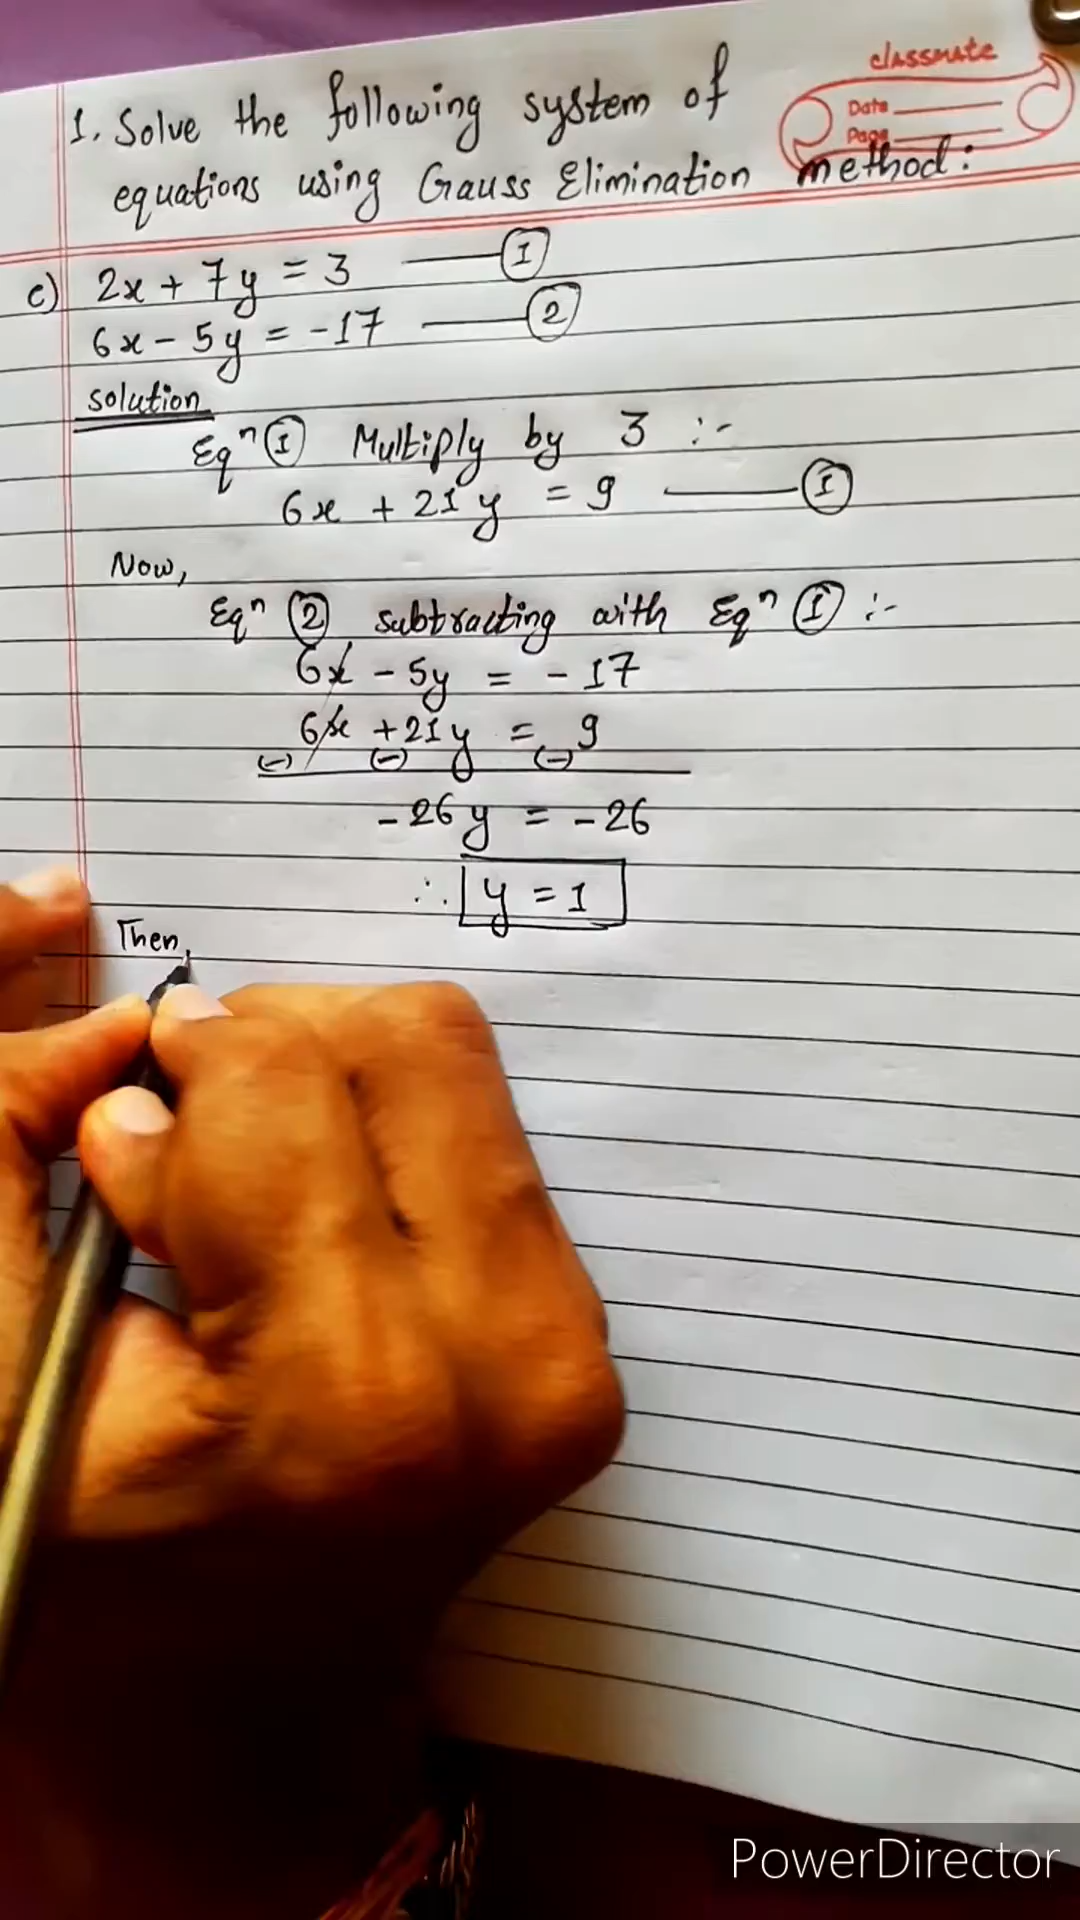 classmate
Date
Page
1. Solve the following system of
equations using Gauss Elimination method:
c) 2x + 7y = 3 —— ①
6x - 5y = -17 —— ②
solution
Eqⁿ ① Multiply by 3 :-
6x + 21y = 9 —— Ⓘ
Now,
Eqⁿ ② subtracting with Eqⁿ Ⓘ :-
6x - 5y = - 17
6x + 21y = 9
(-) (-) (-)
-26y = -26
∴ y = 1
Then,
PowerDirector